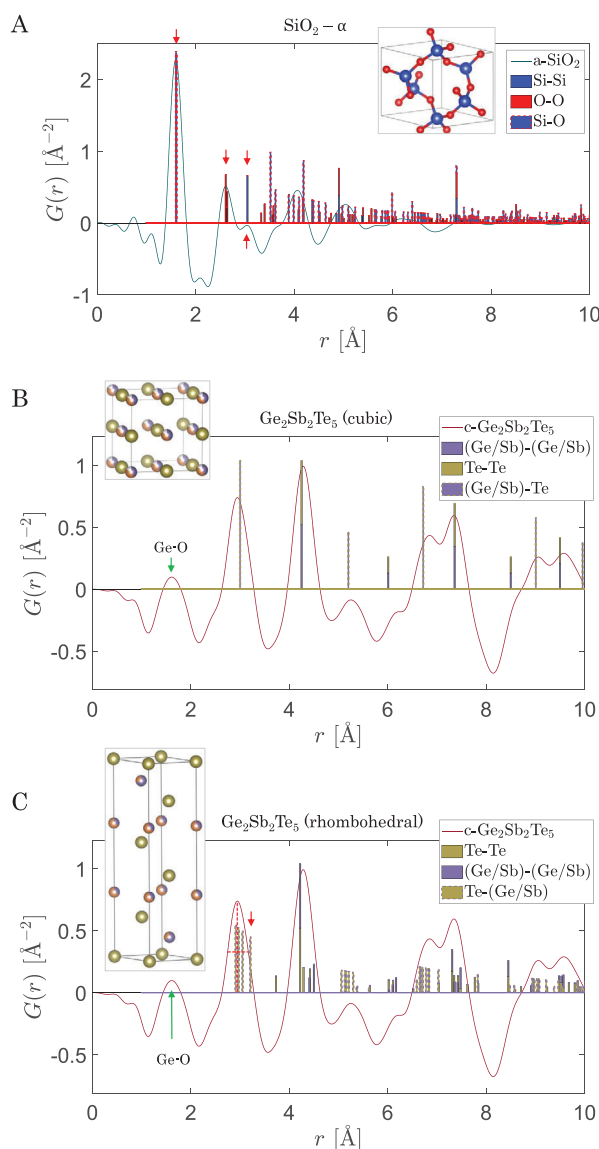 A
SiO₂ – α
a-SiO₂
Si-Si
O-O
Si-O
G(r) [Å⁻²]
2
1
0
-1
0 2 4 6 8 10
r [Å]
B
Ge₂Sb₂Te₅ (cubic)
c-Ge₂Sb₂Te₅
(Ge/Sb)-(Ge/Sb)
Te-Te
(Ge/Sb)-Te
Ge-O
G(r) [Å⁻²]
1
0.5
0
-0.5
0 2 4 6 8 10
r [Å]
C
Ge₂Sb₂Te₅ (rhombohedral)
c-Ge₂Sb₂Te₅
Te-Te
(Ge/Sb)-(Ge/Sb)
Te-(Ge/Sb)
G(r) [Å⁻²]
1
0.5
0
-0.5
Ge-O
0 2 4 6 8 10
r [Å]